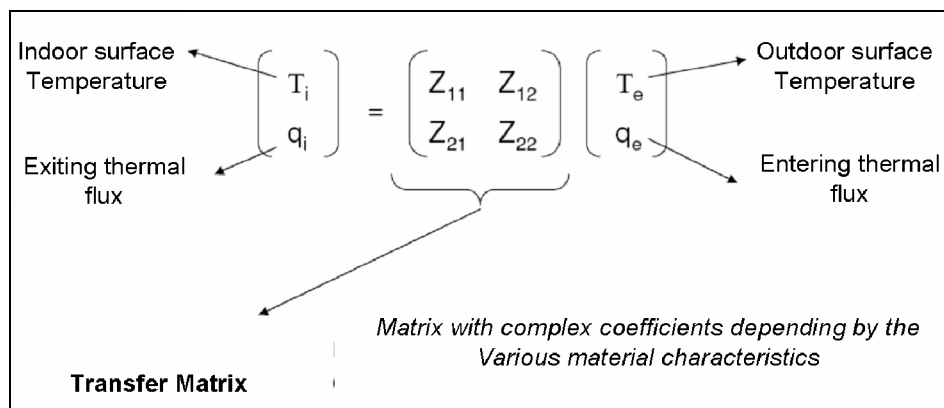 Indoor surface
Temperature
Outdoor surface
Temperature
T_i = Z_11 Z_12 T_e
q_i Z_21 Z_22 q_e
Exiting thermal
flux
Entering thermal
flux
Matrix with complex coefficients depending by the
Various material characteristics
Transfer Matrix